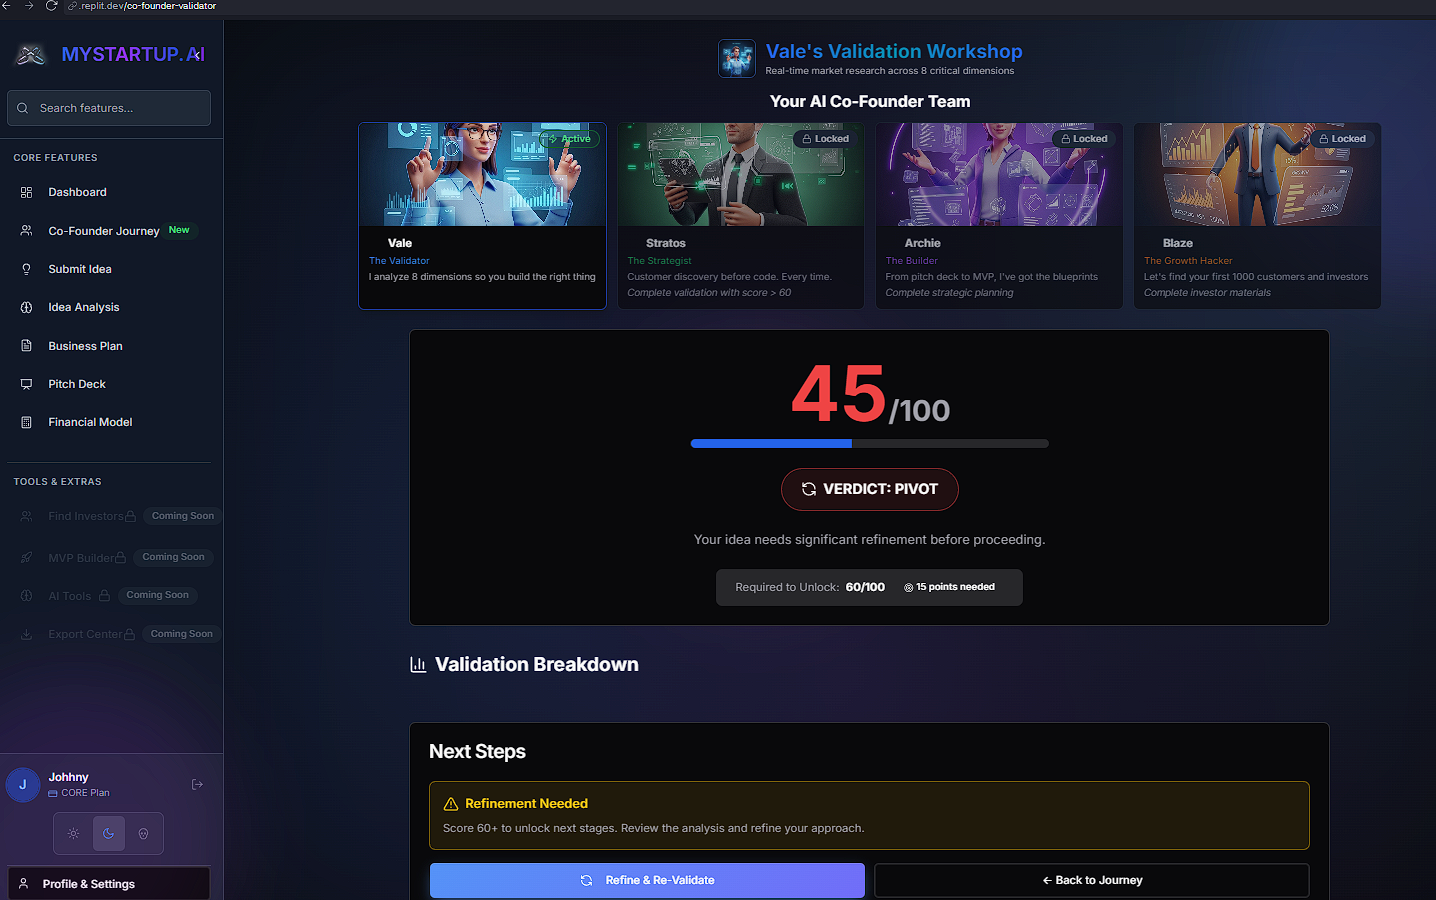 .replit.dev/co-founder-validator
MYSTARTUP.AI
Search features...
CORE FEATURES
Dashboard
Co-Founder Journey New
Submit Idea
Idea Analysis
Business Plan
Pitch Deck
Financial Model
TOOLS & EXTRAS
Find Investors Coming Soon
MVP Builder Coming Soon
AI Tools Coming Soon
Export Center Coming Soon
J
Johhny
CORE Plan
Profile & Settings
Vale's Validation Workshop
Real-time market research across 8 critical dimensions
Your AI Co-Founder Team
Active
Vale
The Validator
I analyze 8 dimensions so you build the right thing
Locked
Stratos
The Strategist
Customer discovery before code. Every time.
Complete validation with score > 60
Locked
Archie
The Builder
From pitch deck to MVP, I've got the blueprints
Complete strategic planning
Locked
Blaze
The Growth Hacker
Let's find your first 1000 customers and investors
Complete investor materials
45/100
VERDICT: PIVOT
Your idea needs significant refinement before proceeding.
Required to Unlock: 60/100 15 points needed
Validation Breakdown
Next Steps
Refinement Needed
Score 60+ to unlock next stages. Review the analysis and refine your approach.
Refine & Re-Validate
← Back to Journey